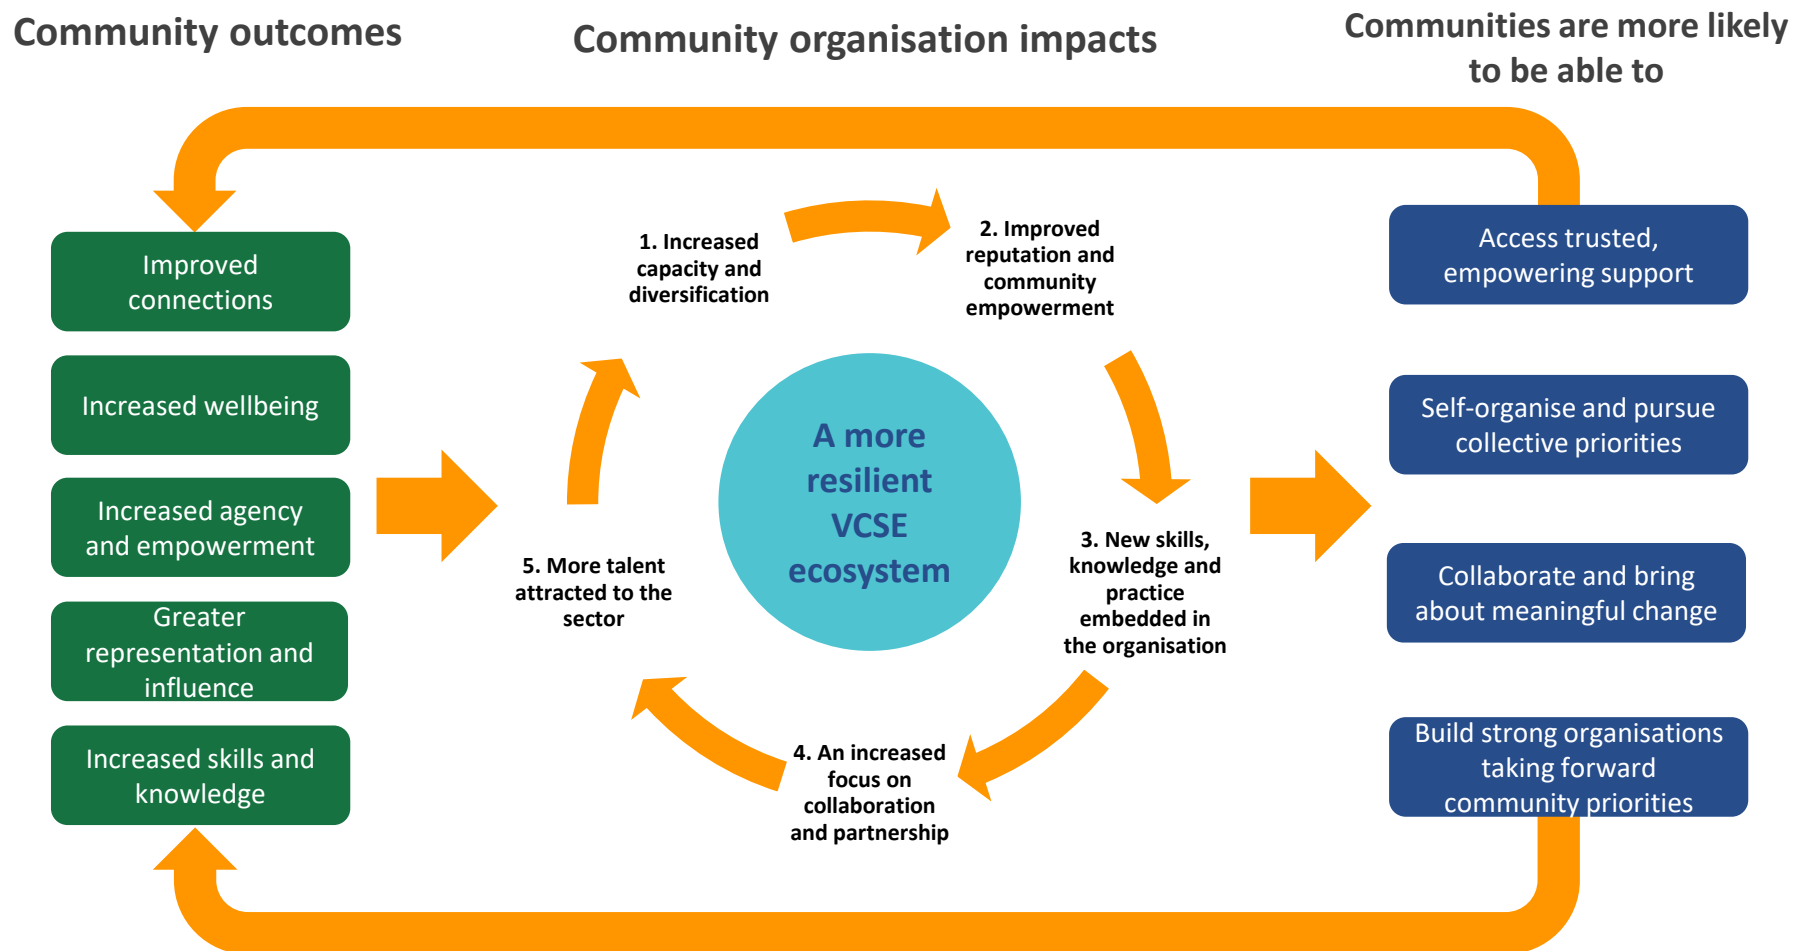 Community outcomes
Community organisation impacts
Communities are more likely
to be able to
Improved
connections
Increased wellbeing
Increased agency
and empowerment
Greater
representation and
influence
Increased skills and
knowledge
1. Increased
capacity and
diversification
2. Improved
reputation and
community
empowerment
3. New skills,
knowledge and
practice
embedded in
the organisation
4. An increased
focus on
collaboration
and partnership
5. More talent
attracted to the
sector
A more
resilient
VCSE
ecosystem
Access trusted,
empowering support
Self-organise and pursue
collective priorities
Collaborate and bring
about meaningful change
Build strong organisations
taking forward
community priorities